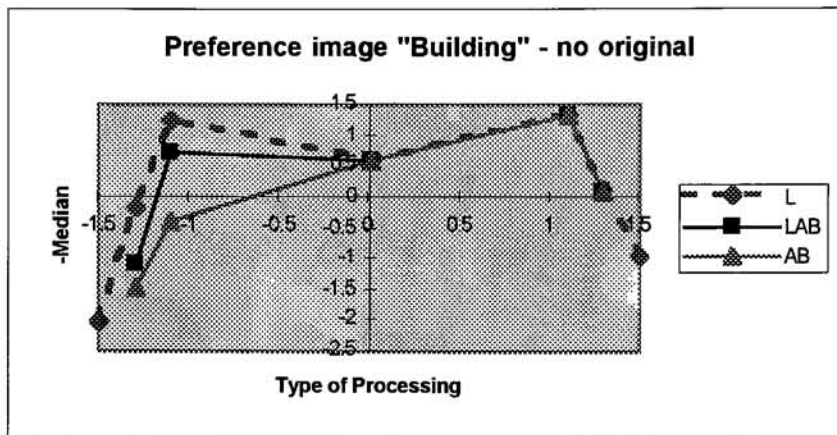 Preference image "Building" - no original
1.5
1
0.5
0
-1.5 -1 -0.5 0 0.5 1 1.5
-0.5
-1
-1.5
-2
-2.5
-Median
Type of Processing
L
LAB
AB